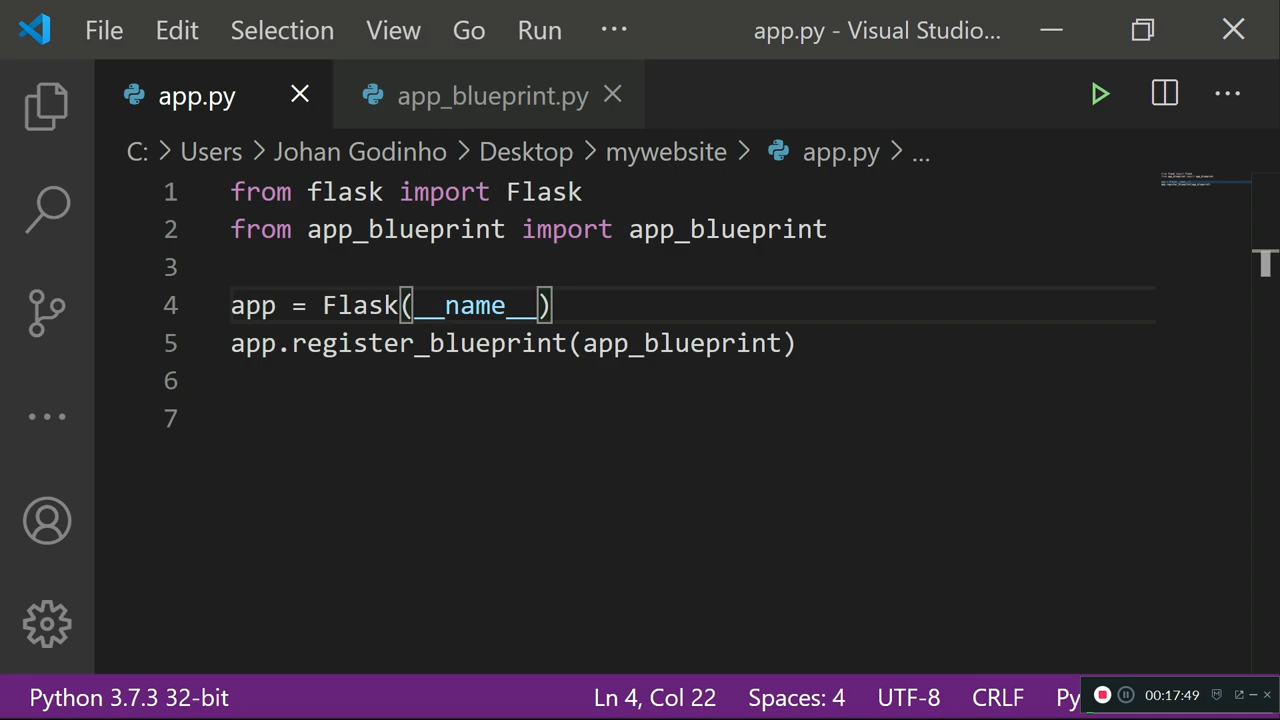 File Edit Selection View Go Run ··· app.py - Visual Studio...
app.py app_blueprint.py ···
C: > Users > Johan Godinho > Desktop > mywebsite > app.py > ...
1 from flask import Flask
2 from app_blueprint import app_blueprint
3
4 app = Flask(__name__)
5 app.register_blueprint(app_blueprint)
6
7
Python 3.7.3 32-bit Ln 4, Col 22 Spaces: 4 UTF-8 CRLF Py 00:17:49